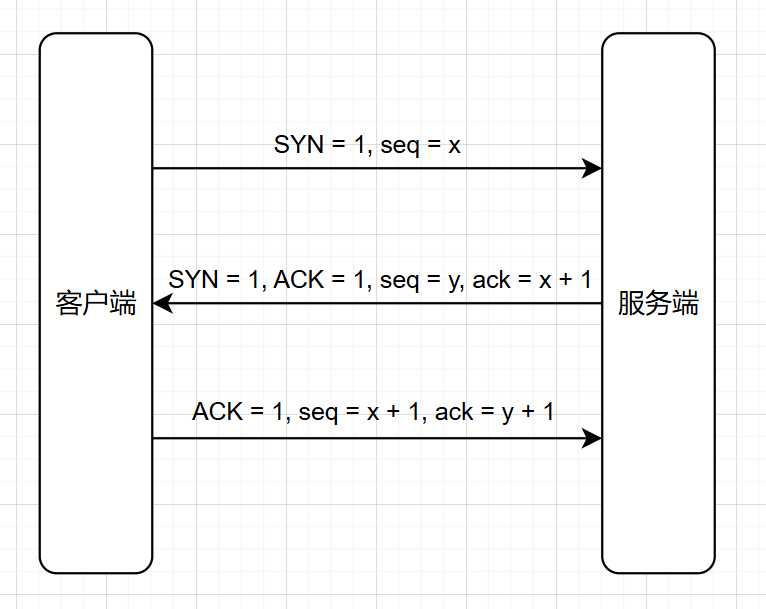 SYN = 1, seq = x
SYN = 1, ACK = 1, seq = y, ack = x + 1
客户端
服务端
ACK = 1, seq = x + 1, ack = y + 1